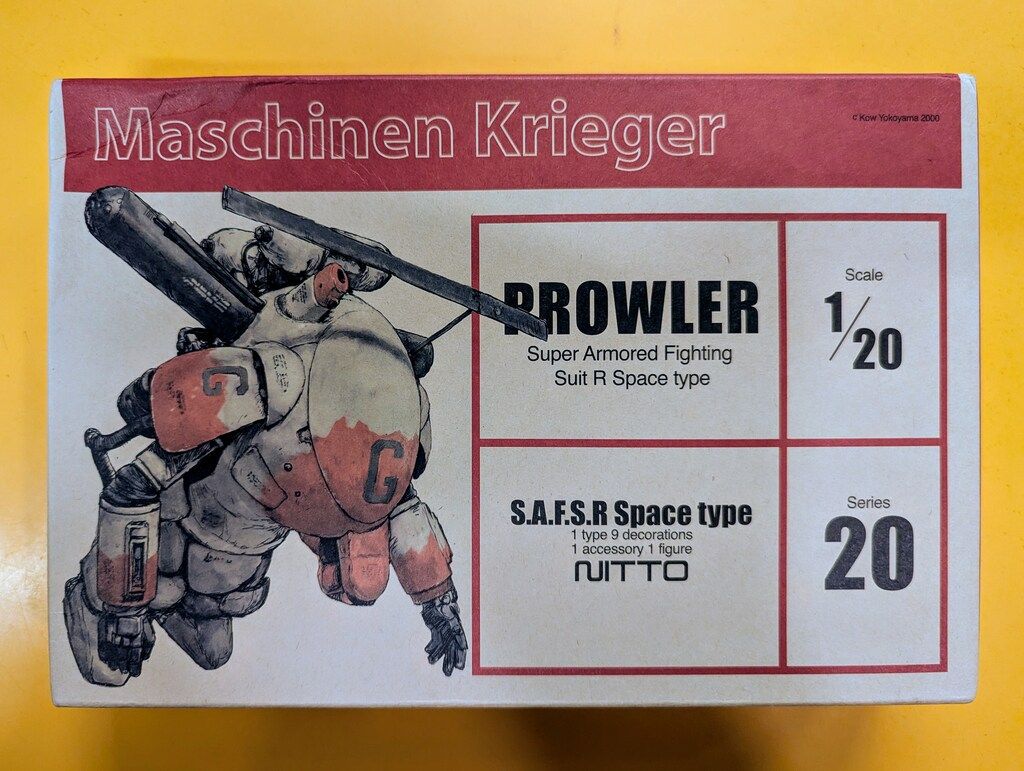 Maschinen Krieger
c Kow Yokoyama 2000
PROWLER
Super Armored Fighting
Suit R Space type
Scale
1/20
S.A.F.S.R Space type
1 type 9 decorations
1 accessory 1 figure
NITTO
Series
20
G
G